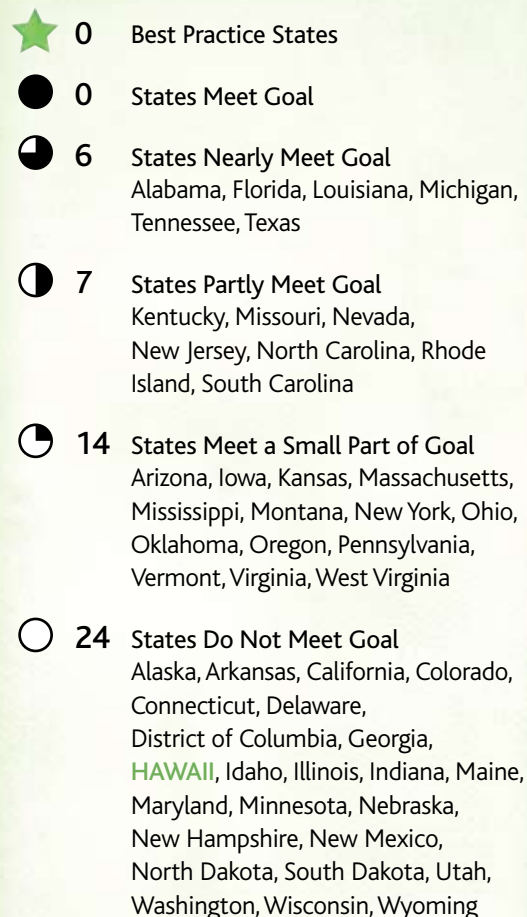 0 Best Practice States
0 States Meet Goal
6 States Nearly Meet Goal
Alabama, Florida, Louisiana, Michigan,
Tennessee, Texas
7 States Partly Meet Goal
Kentucky, Missouri, Nevada,
New Jersey, North Carolina, Rhode
Island, South Carolina
14 States Meet a Small Part of Goal
Arizona, Iowa, Kansas, Massachusetts,
Mississippi, Montana, New York, Ohio,
Oklahoma, Oregon, Pennsylvania,
Vermont, Virginia, West Virginia
24 States Do Not Meet Goal
Alaska, Arkansas, California, Colorado,
Connecticut, Delaware,
District of Columbia, Georgia,
HAWAII, Idaho, Illinois, Indiana, Maine,
Maryland, Minnesota, Nebraska,
New Hampshire, New Mexico,
North Dakota, South Dakota, Utah,
Washington, Wisconsin, Wyoming